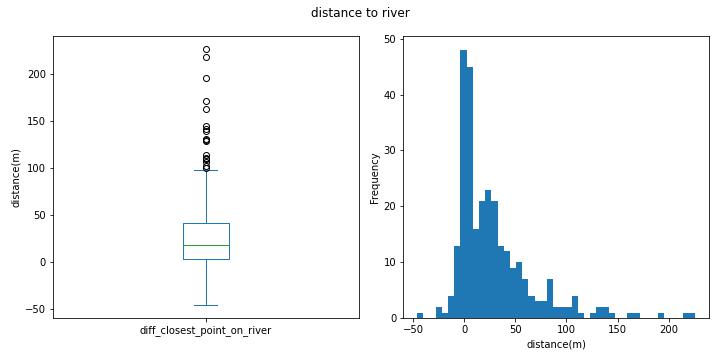 distance to river
distance(m)
200
150
100
50
0
−50
diff_closest_point_on_river
Frequency
50
40
30
20
10
0
−50 0 50 100 150 200
distance(m)